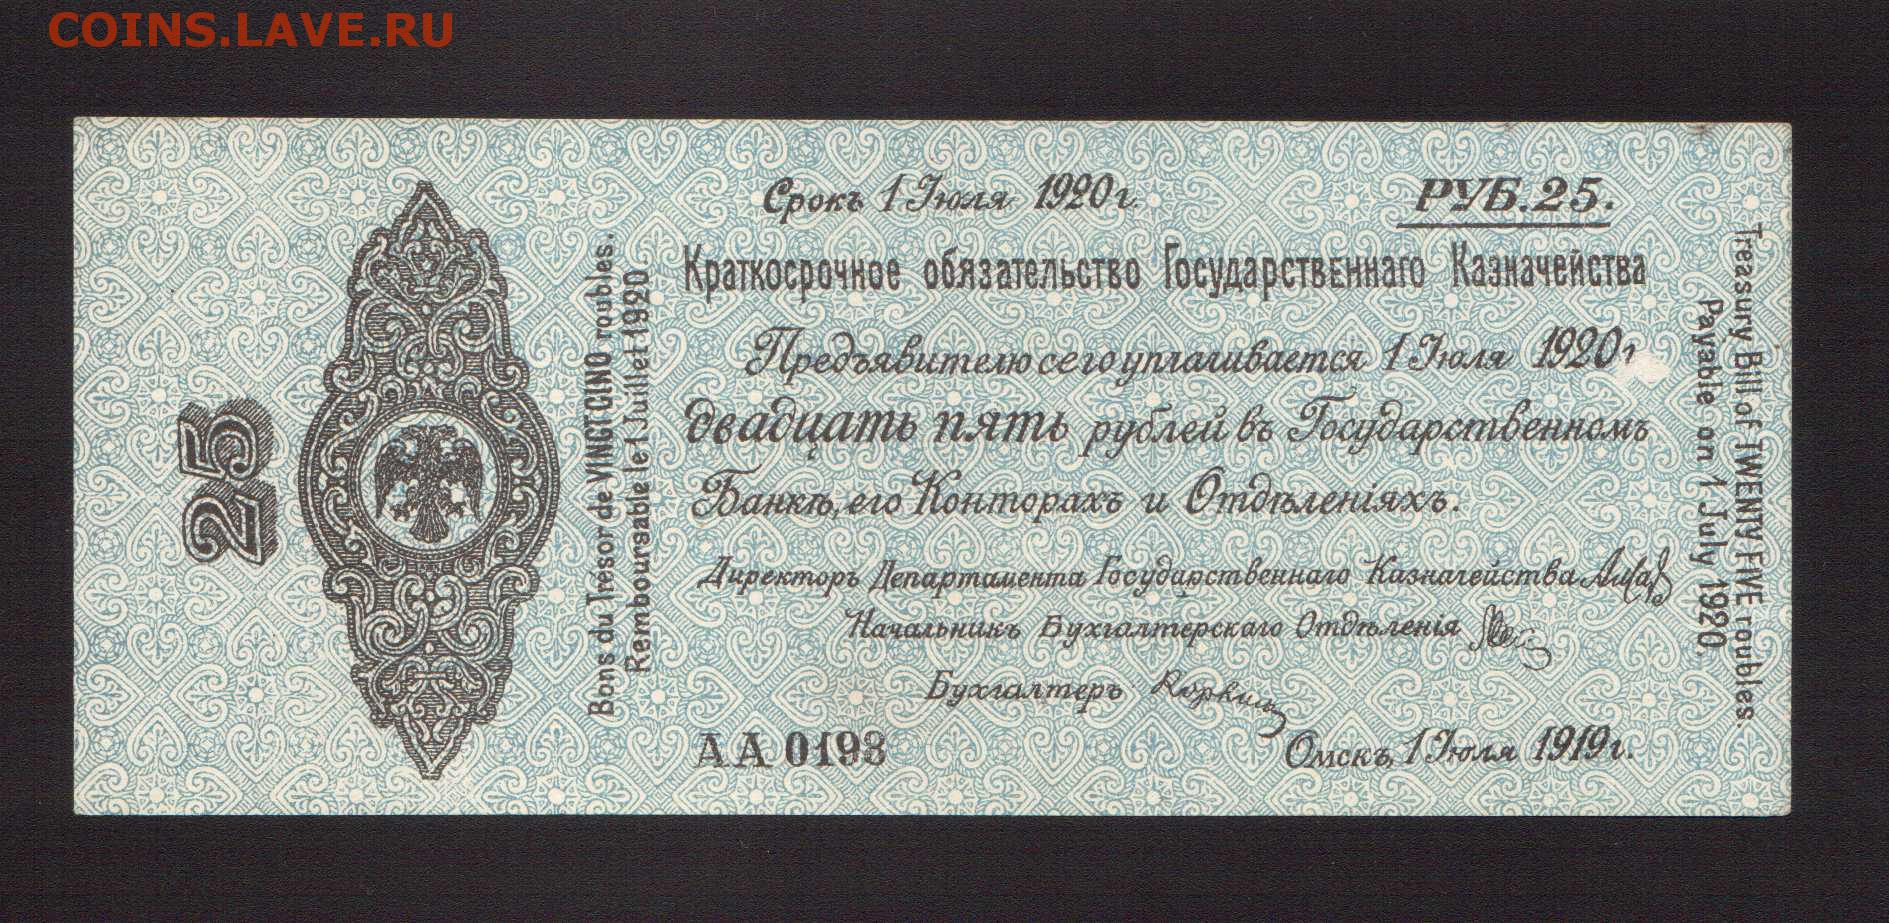 COINS.LAVE.RU
Срокъ 1 Іюля 1920 г.
РУБ.25.
Краткосрочное обязательство Государственнаго Казначейства
Предъявителю сего уплачивается 1 Іюля 1920 г
двадцать пять рублей въ Государственномъ
Банкѣ, его Конторахъ и Отдѣленіяхъ.
Директоръ Департамента Государственнаго Казначейства
Начальникъ Бухгалтерскаго Отдѣленія
Бухгалтеръ
АА 0193
Омскъ, 1 Іюля 1919 г.
25
Bons du Tresor de VINGT CINQ roubles.
Remboursable le 1 Juillet 1920
Treasury Bill of TWENTY FIVE roubles.
Payable on 1 July 1920